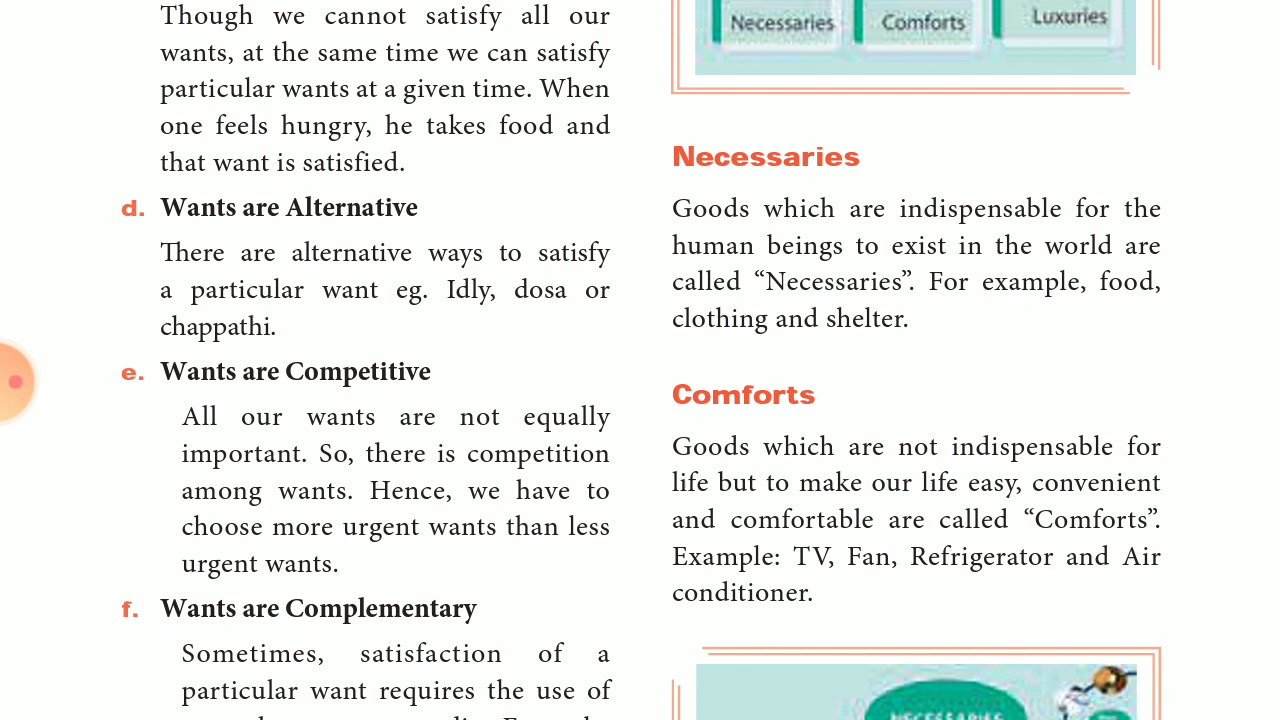 Though we cannot satisfy all our
wants, at the same time we can satisfy
particular wants at a given time. When
one feels hungry, he takes food and
that want is satisfied.
d. Wants are Alternative
There are alternative ways to satisfy
a particular want eg. Idly, dosa or
chappathi.
e. Wants are Competitive
All our wants are not equally
important. So, there is competition
among wants. Hence, we have to
choose more urgent wants than less
urgent wants.
f. Wants are Complementary
Sometimes, satisfaction of a
particular want requires the use of
Necessaries Comforts Luxuries
Necessaries
Goods which are indispensable for the
human beings to exist in the world are
called “Necessaries”. For example, food,
clothing and shelter.
Comforts
Goods which are not indispensable for
life but to make our life easy, convenient
and comfortable are called “Comforts”.
Example: TV, Fan, Refrigerator and Air
conditioner.
NECESSARIES